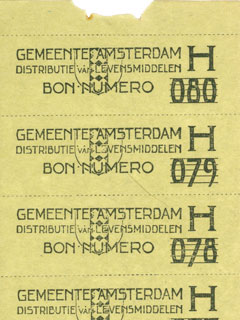 GEMEENTE AMSTERDAM H
DISTRIBUTIE van LEVENSMIDDELEN
BON NUMERO 080
GEMEENTE AMSTERDAM H
DISTRIBUTIE van LEVENSMIDDELEN
BON NUMERO 079
GEMEENTE AMSTERDAM H
DISTRIBUTIE van LEVENSMIDDELEN
BON NUMERO 078
GEMEENTE AMSTERDAM H
DISTRIBUTIE van LEVENSMIDDELEN